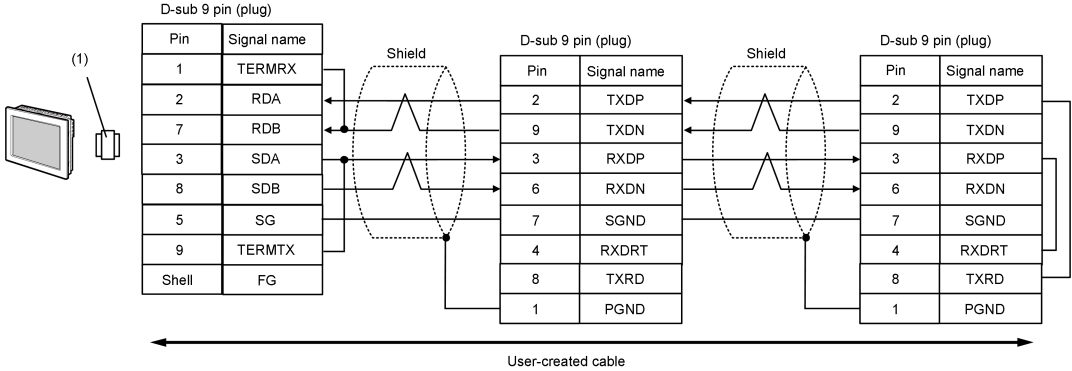 D-sub 9 pin (plug)
Pin Signal name
1 TERMRX
2 RDA
7 RDB
3 SDA
8 SDB
5 SG
9 TERMTX
Shell FG
(1)
Shield
D-sub 9 pin (plug)
Pin Signal name
2 TXDP
9 TXDN
3 RXDP
6 RXDN
7 SGND
4 RXDRT
8 TXRD
1 PGND
Shield
D-sub 9 pin (plug)
Pin Signal name
2 TXDP
9 TXDN
3 RXDP
6 RXDN
7 SGND
4 RXDRT
8 TXRD
1 PGND
User-created cable